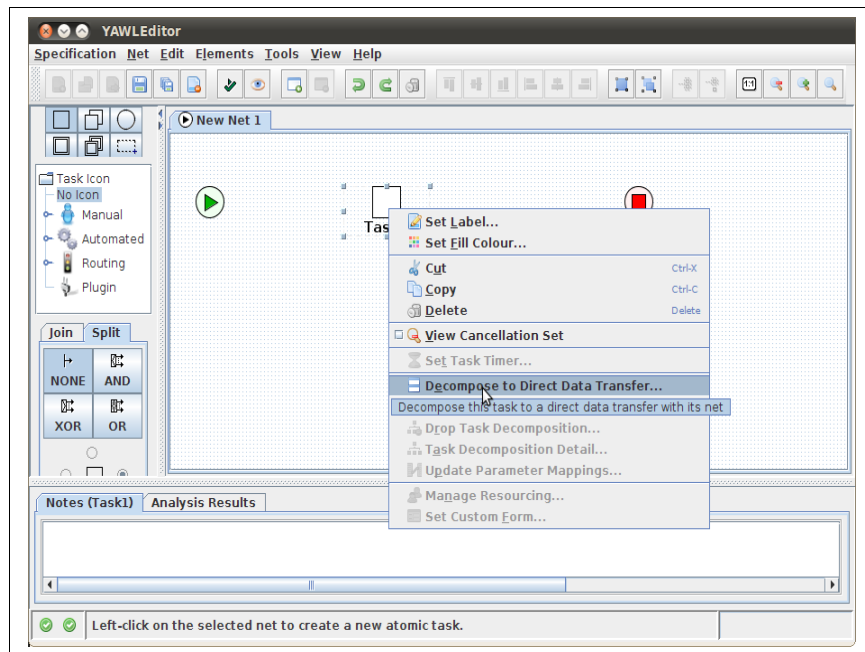 YAWLEditor
Specification Net Edit Elements Tools View Help
1:1
New Net 1
Task Icon
No Icon
Manual
Automated
Routing
Plugin
Join Split
NONE AND
XOR OR
Set Label...
Set Fill Colour...
Cut Ctrl-X
Copy Ctrl-C
Delete Delete
View Cancellation Set
Set Task Timer...
Decompose to Direct Data Transfer...
Decompose this task to a direct data transfer with its net
Drop Task Decomposition...
Task Decomposition Detail...
Update Parameter Mappings...
Manage Resourcing...
Set Custom Form...
Notes (Task1) Analysis Results
Left-click on the selected net to create a new atomic task.